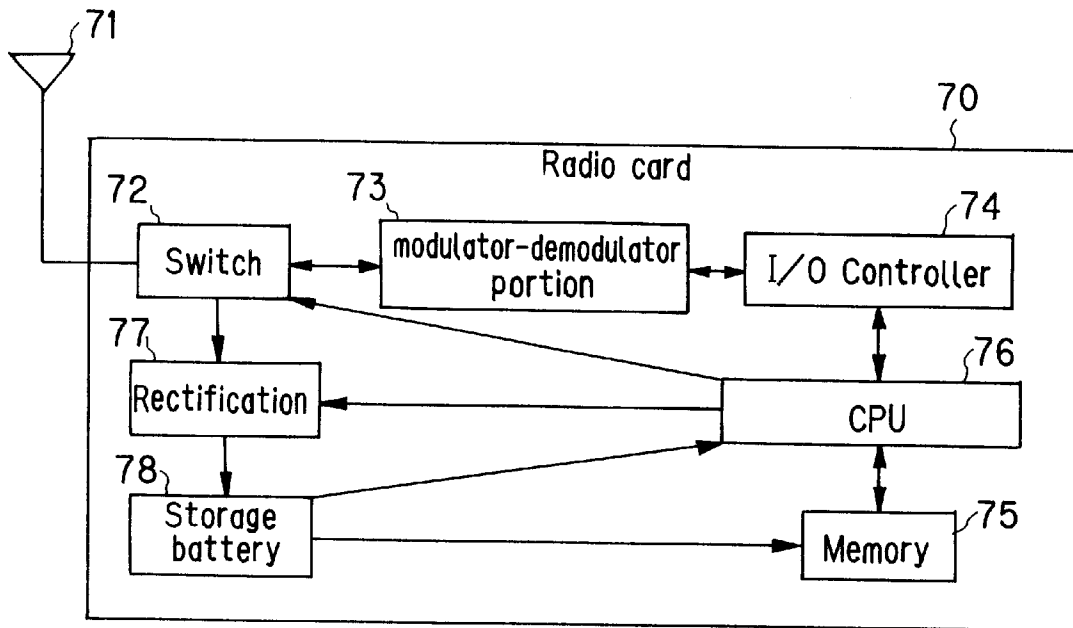 71
70
Radio card
72
73
74
Switch
modulator-demodulator
portion
I/O Controller
77
76
Rectification
CPU
78
75
Storage
battery
Memory